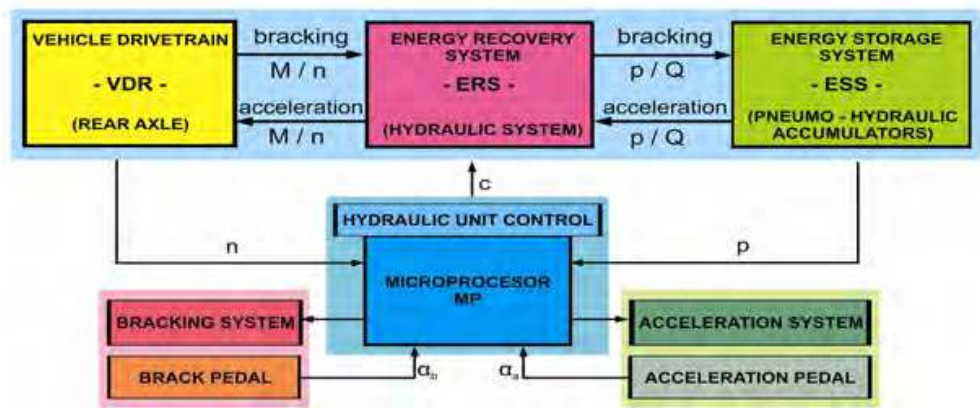 VEHICLE DRIVETRAIN
- VDR -
(REAR AXLE)
bracking
M / n
acceleration
M / n
ENERGY RECOVERY
SYSTEM
- ERS -
(HYDRAULIC SYSTEM)
bracking
p / Q
acceleration
p / Q
ENERGY STORAGE
SYSTEM
- ESS -
(PNEUMO - HYDRAULIC
ACCUMULATORS)
c
HYDRAULIC UNIT CONTROL
n
MICROPROCESOR
MP
p
BRACKING SYSTEM
ACCELERATION SYSTEM
BRACK PEDAL
αb
αa
ACCELERATION PEDAL